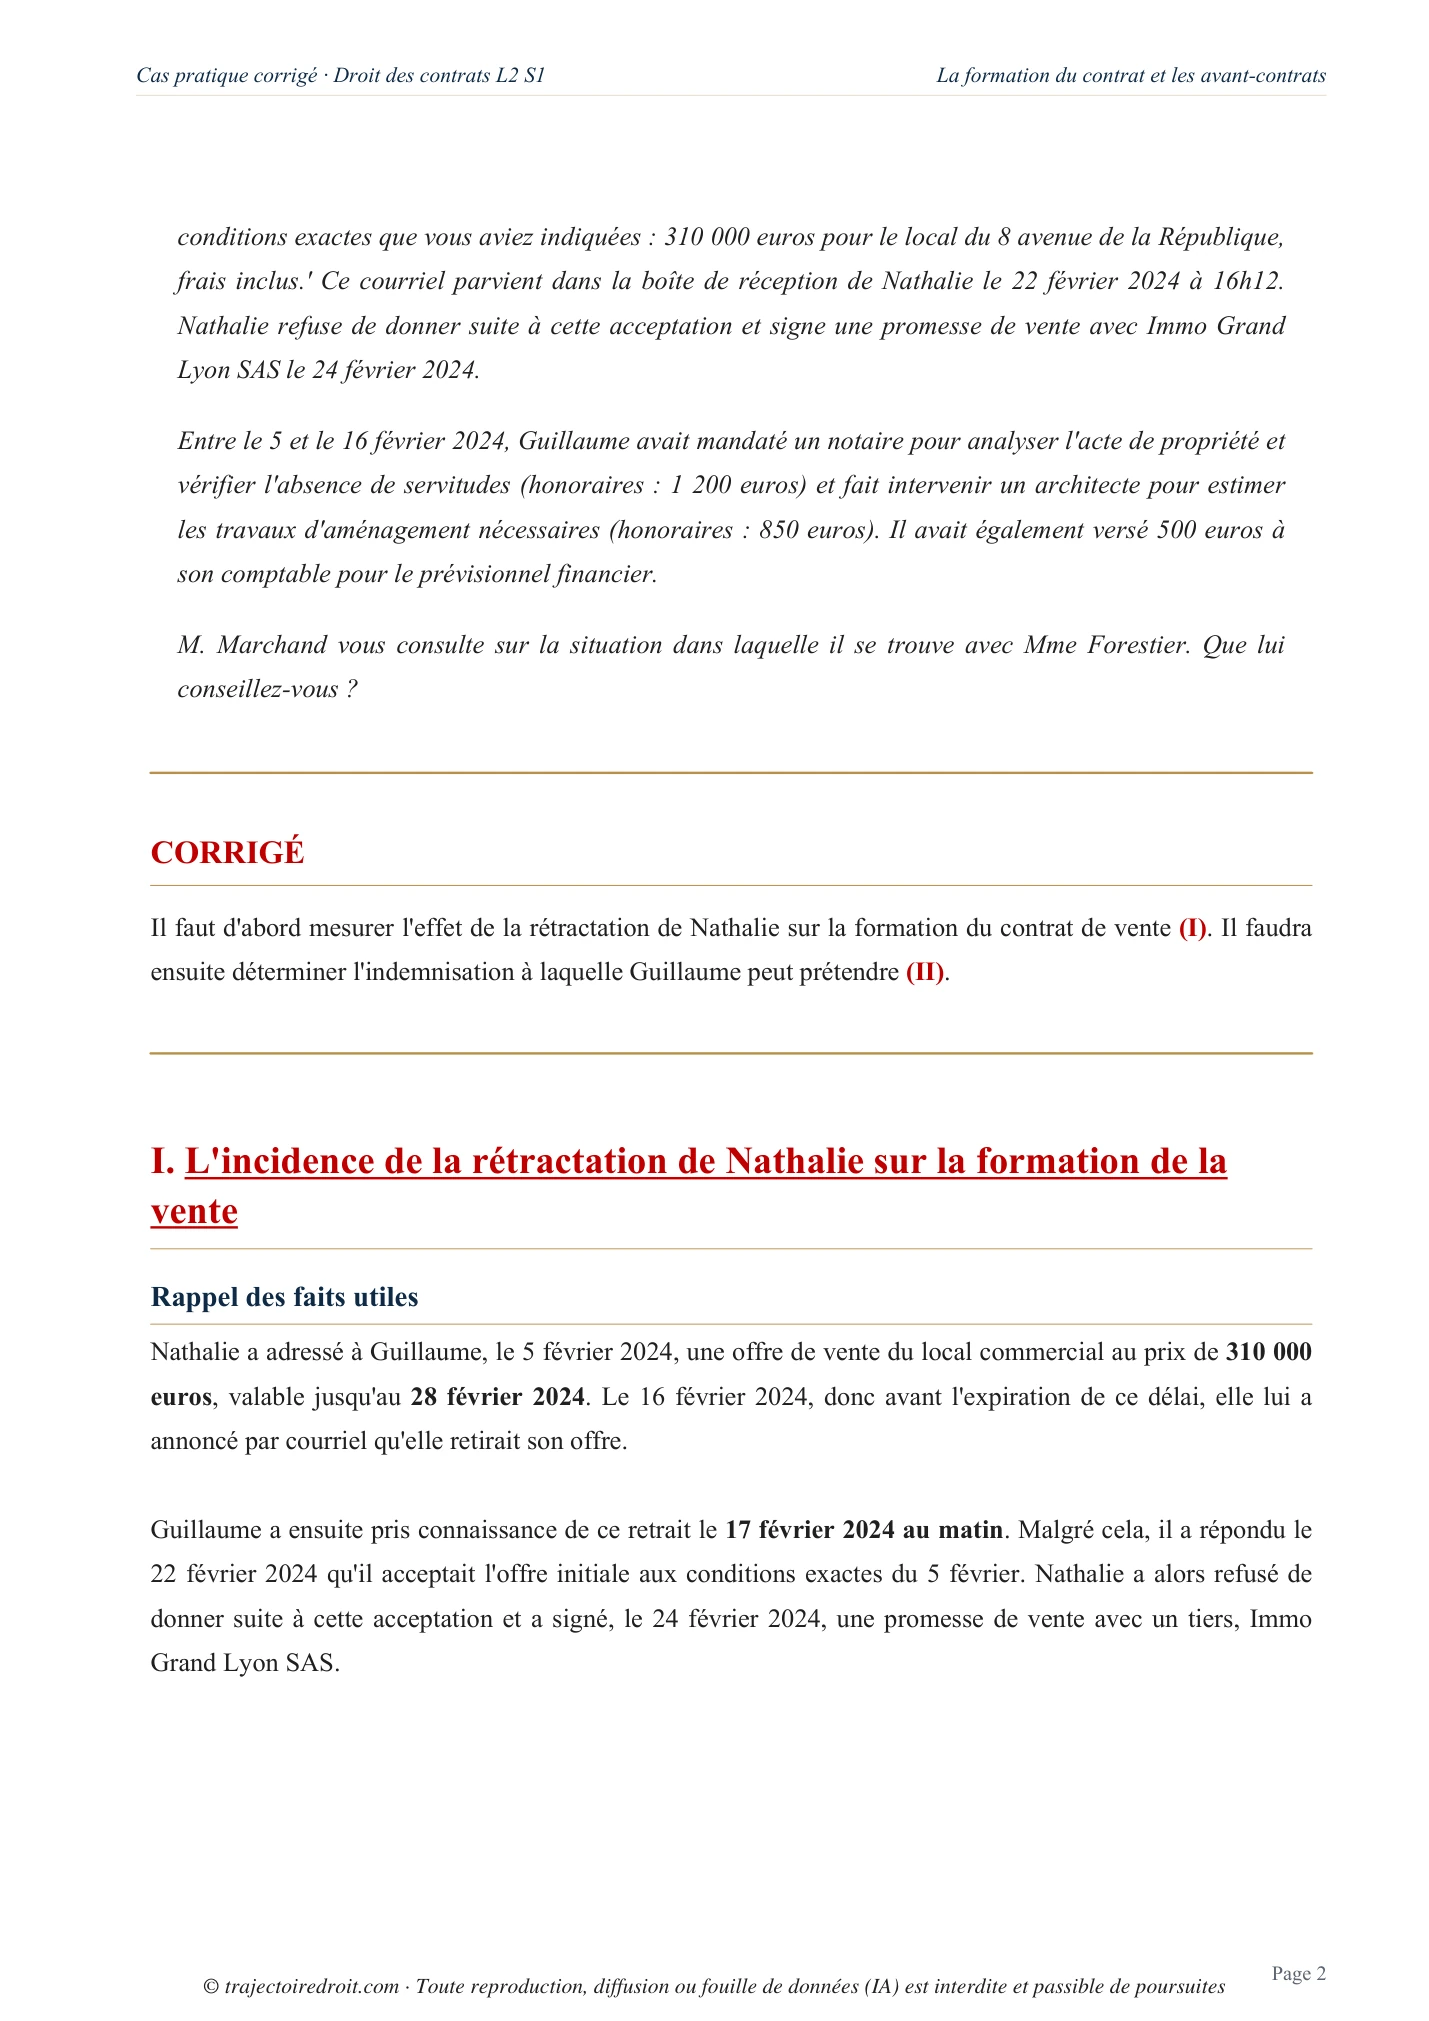 Cas pratique corrigé · Droit des contrats L2 S1
La formation du contrat et les avant-contrats
conditions exactes que vous aviez indiquées : 310 000 euros pour le local du 8 avenue de la République,
frais inclus.' Ce courriel parvient dans la boîte de réception de Nathalie le 22 février 2024 à 16h12.
Nathalie refuse de donner suite à cette acceptation et signe une promesse de vente avec Immo Grand
Lyon SAS le 24 février 2024.
Entre le 5 et le 16 février 2024, Guillaume avait mandaté un notaire pour analyser l'acte de propriété et
vérifier l'absence de servitudes (honoraires : 1 200 euros) et fait intervenir un architecte pour estimer
les travaux d'aménagement nécessaires (honoraires : 850 euros). Il avait également versé 500 euros à
son comptable pour le prévisionnel financier.
M. Marchand vous consulte sur la situation dans laquelle il se trouve avec Mme Forestier. Que lui
conseillez-vous ?
CORRIGÉ
Il faut d'abord mesurer l'effet de la rétractation de Nathalie sur la formation du contrat de vente (I). Il faudra
ensuite déterminer l'indemnisation à laquelle Guillaume peut prétendre (II).
I. L'incidence de la rétractation de Nathalie sur la formation de la
vente
Rappel des faits utiles
Nathalie a adressé à Guillaume, le 5 février 2024, une offre de vente du local commercial au prix de 310 000
euros, valable jusqu'au 28 février 2024. Le 16 février 2024, donc avant l'expiration de ce délai, elle lui a
annoncé par courriel qu'elle retirait son offre.
Guillaume a ensuite pris connaissance de ce retrait le 17 février 2024 au matin. Malgré cela, il a répondu le
22 février 2024 qu'il acceptait l'offre initiale aux conditions exactes du 5 février. Nathalie a alors refusé de
donner suite à cette acceptation et a signé, le 24 février 2024, une promesse de vente avec un tiers, Immo
Grand Lyon SAS.
© trajectoiredroit.com · Toute reproduction, diffusion ou fouille de données (IA) est interdite et passible de poursuites
Page 2